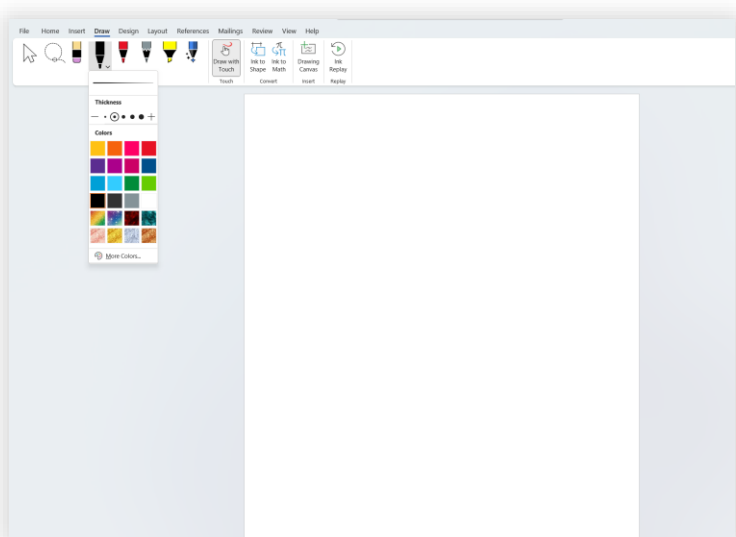 File Home Insert Draw Design Layout References Mailings Review View Help
Draw with Touch
Ink to Shape
Ink to Math
Drawing Canvas
Ink Replay
Touch
Convert
Insert
Replay
Thickness
Colors
More Colors...